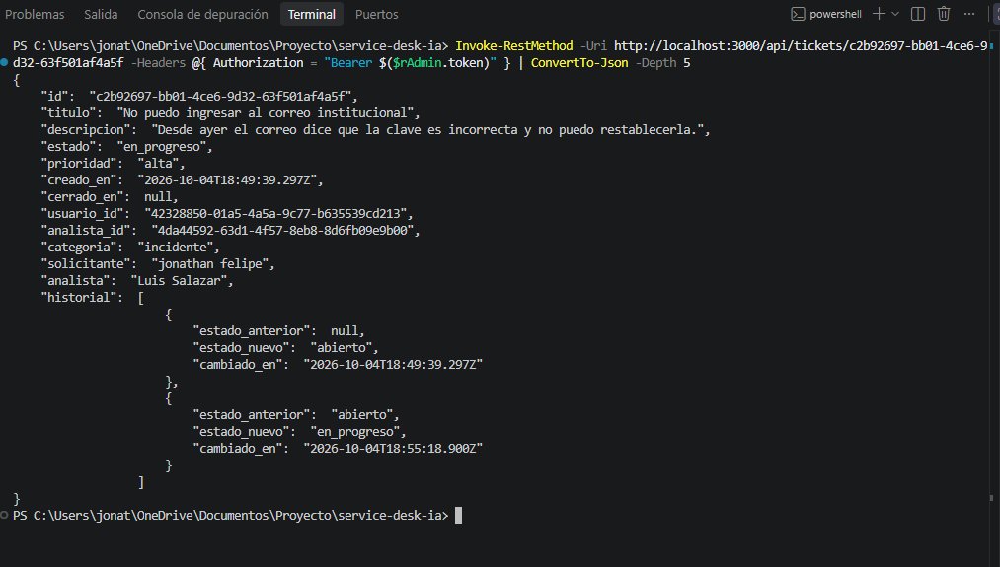 Problemas Salida Consola de depuración Terminal Puertos powershell
PS C:\Users\jonat\OneDrive\Documentos\Proyecto\service-desk-ia> Invoke-RestMethod -Uri http://localhost:3000/api/tickets/c2b92697-bb01-4ce6-9
d32-63f501af4a5f -Headers @{ Authorization = "Bearer $($rAdmin.token)" } | ConvertTo-Json -Depth 5
{
"id": "c2b92697-bb01-4ce6-9d32-63f501af4a5f",
"titulo": "No puedo ingresar al correo institucional",
"descripcion": "Desde ayer el correo dice que la clave es incorrecta y no puedo restablecerla.",
"estado": "en_progreso",
"prioridad": "alta",
"creado_en": "2026-10-04T18:49:39.297Z",
"cerrado_en": null,
"usuario_id": "42328850-01a5-4a5a-9c77-b635539cd213",
"analista_id": "4da44592-63d1-4f57-8eb8-8d6fb09e9b00",
"categoria": "incidente",
"solicitante": "jonathan felipe",
"analista": "Luis Salazar",
"historial": [
{
"estado_anterior": null,
"estado_nuevo": "abierto",
"cambiado_en": "2026-10-04T18:49:39.297Z"
},
{
"estado_anterior": "abierto",
"estado_nuevo": "en_progreso",
"cambiado_en": "2026-10-04T18:55:18.900Z"
}
]
}
PS C:\Users\jonat\OneDrive\Documentos\Proyecto\service-desk-ia>